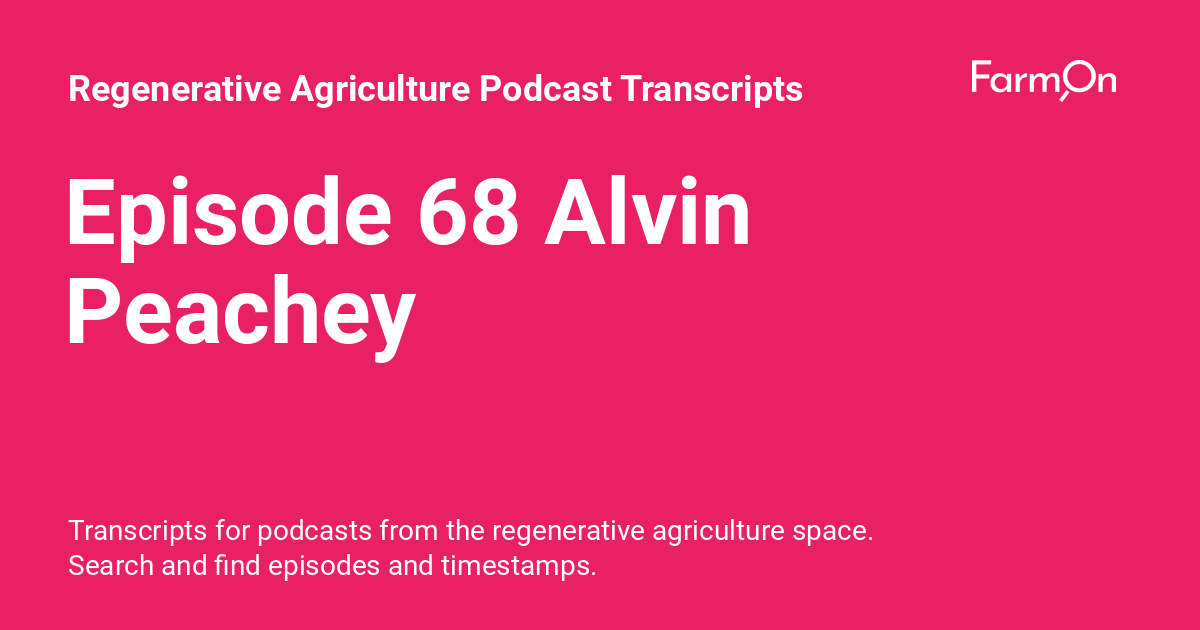 Regenerative Agriculture Podcast Transcripts
FarmOn
Episode 68 Alvin
Peachey
Transcripts for podcasts from the regenerative agriculture space.
Search and find episodes and timestamps.